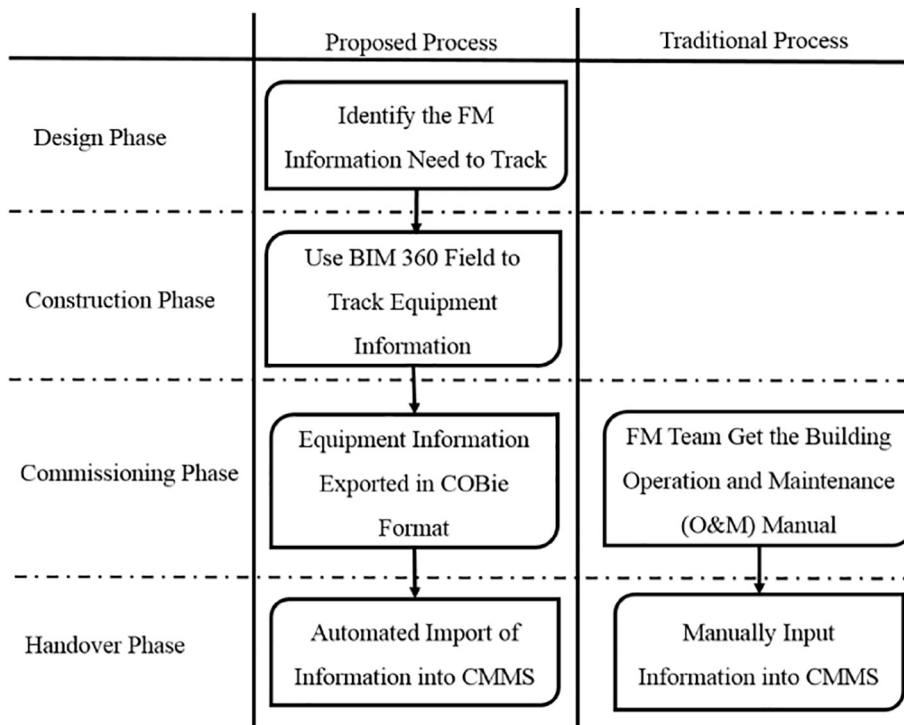 Proposed Process
Traditional Process
Design Phase
Identify the FM
Information Need to Track
Construction Phase
Use BIM 360 Field to
Track Equipment
Information
Commissioning Phase
Equipment Information
Exported in COBie
Format
FM Team Get the Building
Operation and Maintenance
(O&M) Manual
Handover Phase
Automated Import of
Information into CMMS
Manually Input
Information into CMMS